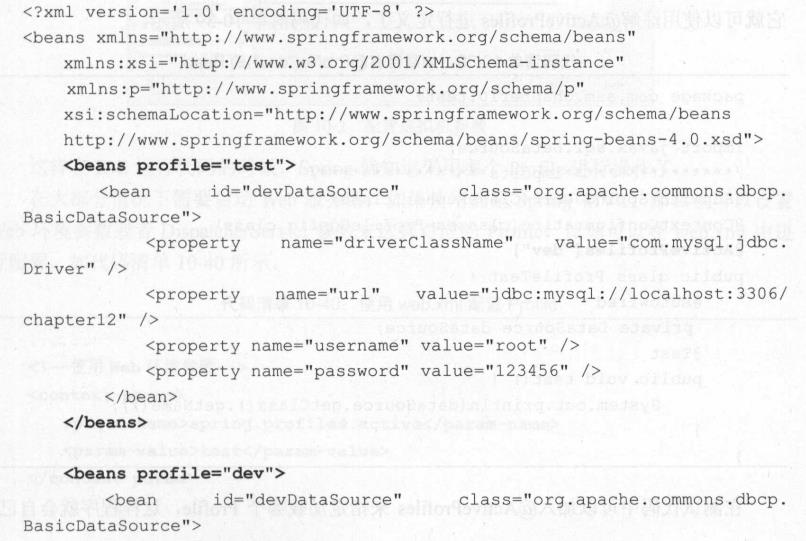 <?xml version='1.0' encoding='UTF-8' ?>
<beans xmlns="http://www.springframework.org/schema/beans"
xmlns:xsi="http://www.w3.org/2001/XMLSchema-instance"
xmlns:p="http://www.springframework.org/schema/p"
xsi:schemaLocation="http://www.springframework.org/schema/beans
http://www.springframework.org/schema/beans/spring-beans-4.0.xsd">
<beans profile="test">
<bean id="devDataSource" class="org.apache.commons.dbcp.
BasicDataSource">
<property name="driverClassName" value="com.mysql.jdbc.
Driver" />
<property name="url" value="jdbc:mysql://localhost:3306/
chapter12" />
<property name="username" value="root" />
<property name="password" value="123456" />
</bean>
</beans>
<beans profile="dev">
<bean id="devDataSource" class="org.apache.commons.dbcp.
BasicDataSource">